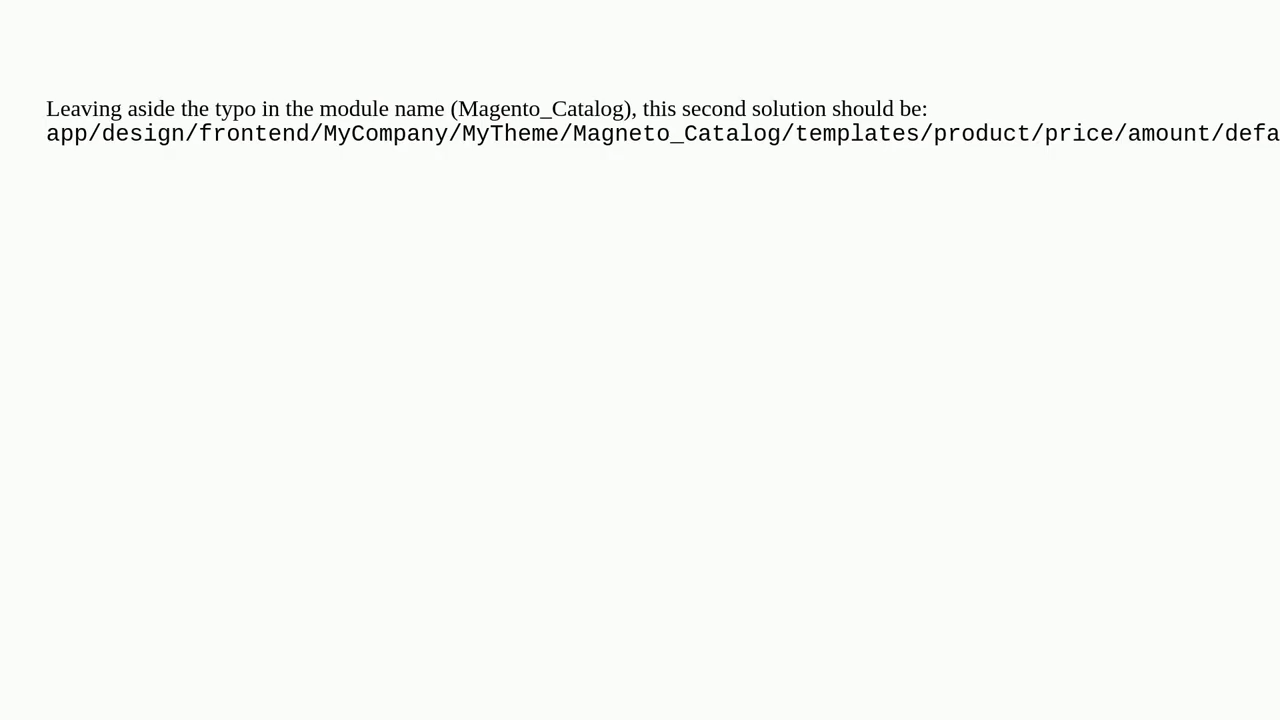 Leaving aside the typo in the module name (Magento_Catalog), this second solution should be:
app/design/frontend/MyCompany/MyTheme/Magneto_Catalog/templates/product/price/amount/defa